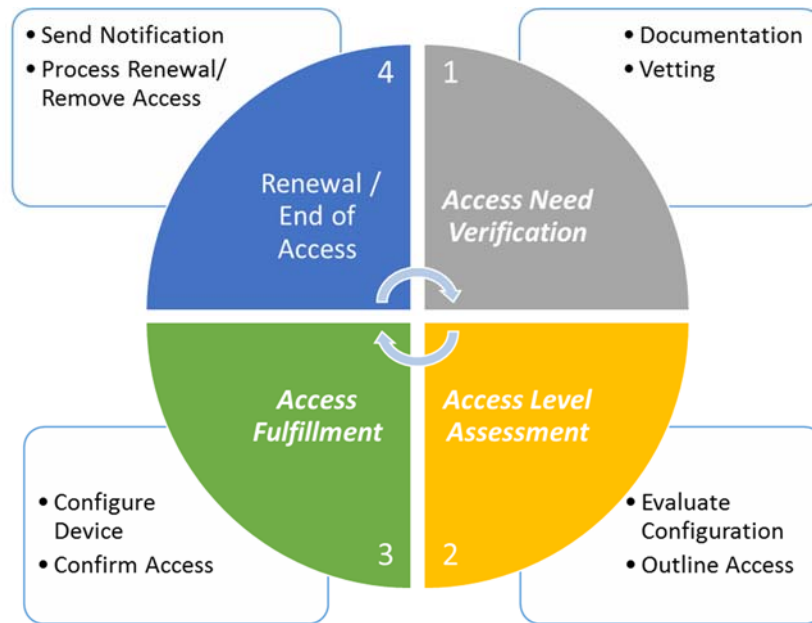 • Send Notification
• Process Renewal/
Remove Access
4
Renewal /
End of
Access
1
Access Need
Verification
• Documentation
• Vetting
Access
Fulfillment
3
• Configure
Device
• Confirm Access
Access Level
Assessment
2
• Evaluate
Configuration
• Outline Access